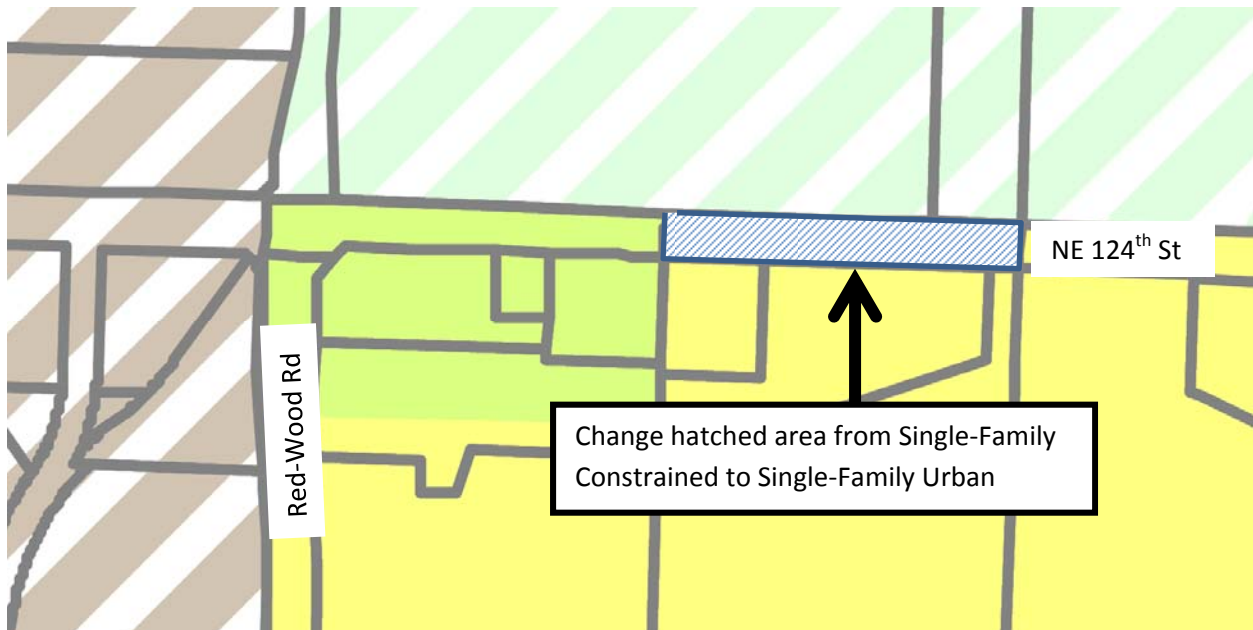 NE 124th St
Red-Wood Rd
Change hatched area from Single-Family
Constrained to Single-Family Urban